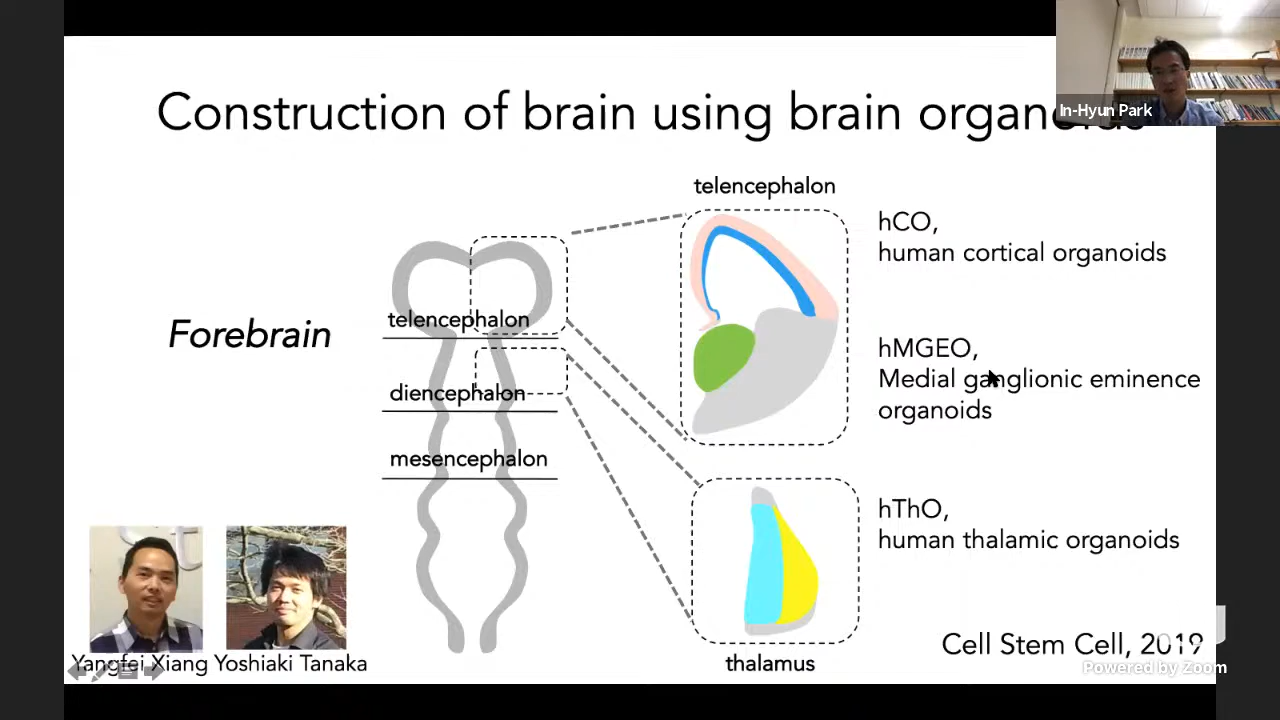 Construction of brain using brain organoids
In-Hyun Park
telencephalon
hCO,
human cortical organoids
telencephalon
Forebrain
hMGEO,
Medial ganglionic eminence
organoids
diencephalon
mesencephalon
hThO,
human thalamic organoids
Cell Stem Cell, 2019
Yangfei Xiang Yoshiaki Tanaka
thalamus
Powered by Zoom